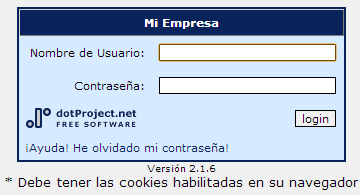 Mi Empresa
Nombre de Usuario:
Contraseña:
dotProject.net
FREE SOFTWARE
login
¡Ayuda! He olvidado mi contraseña!
Versión 2.1.6
* Debe tener las cookies habilitadas en su navegador